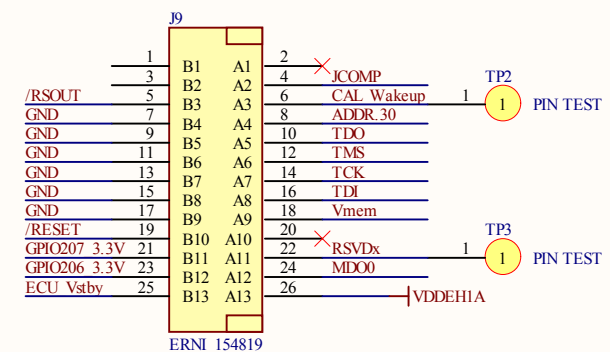 J9
1 B1 A1 2
3 B2 A2 4 JCOMP TP2
/RSOUT 5 B3 A3 6 CAL Wakeup 1 1 PIN TEST
GND 7 B4 A4 8 ADDR.30
GND 9 B5 A5 10 TDO
GND 11 B6 A6 12 TMS
GND 13 B7 A7 14 TCK
GND 15 B8 A8 16 TDI
GND 17 B9 A9 18 Vmem
/RESET 19 B10 A10 20 TP3
GPIO207 3.3V 21 B11 A11 22 RSVDx 1 1 PIN TEST
GPIO206 3.3V 23 B12 A12 24 MDO0
ECU Vstby 25 B13 A13 26 VDDEH1A
ERNI 154819